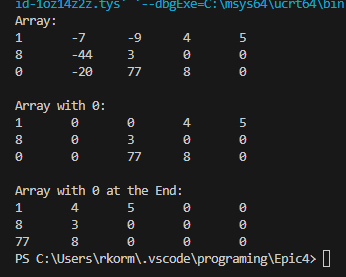 id-1oz14z2z.tys' '--dbgExe=C:\msys64\ucrt64\bin
Array:
1 -7 -9 4 5
8 -44 3 0 0
0 -20 77 8 0
Array with 0:
1 0 0 4 5
8 0 3 0 0
0 0 77 8 0
Array with 0 at the End:
1 4 5 0 0
8 3 0 0 0
77 8 0 0 0
PS C:\Users\rkorm\.vscode\programing\Epic4>